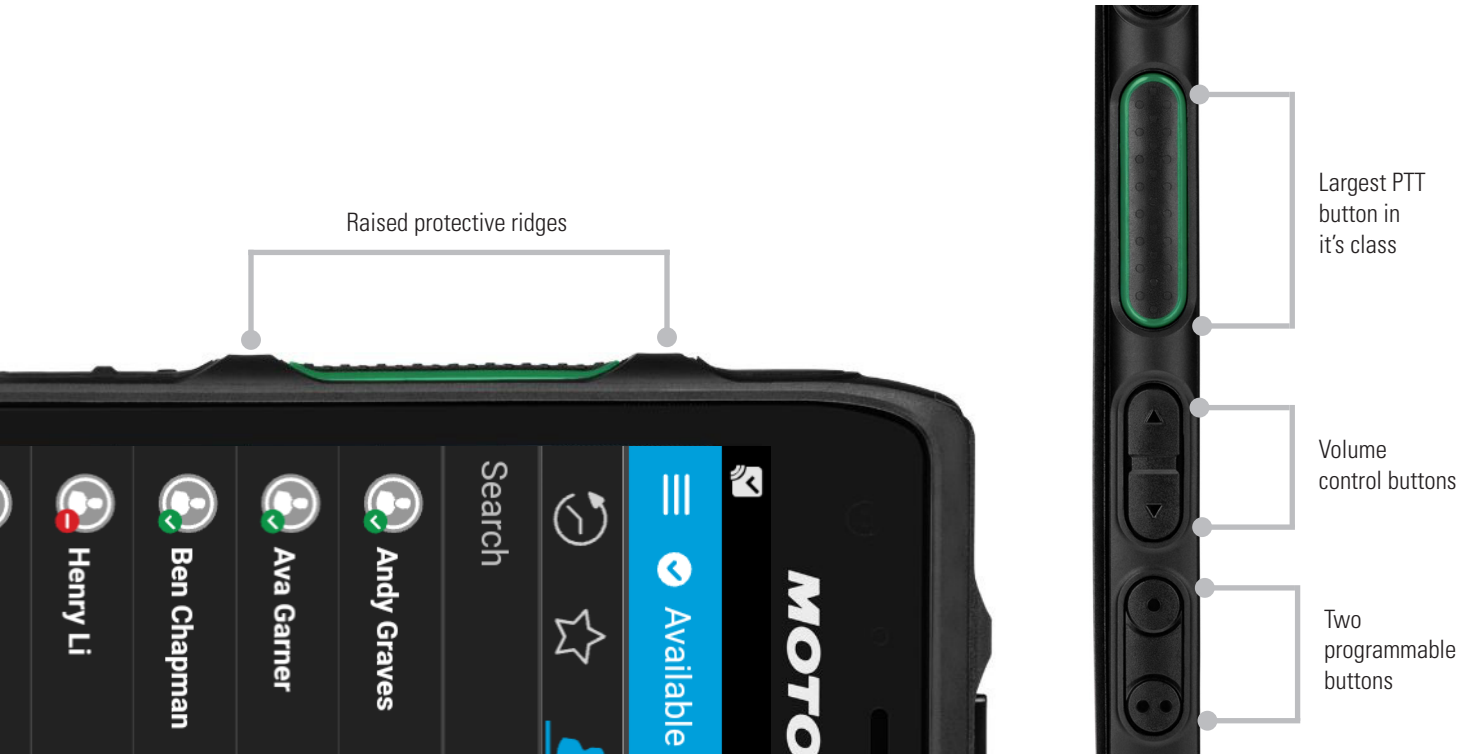 Raised protective ridges
Largest PTT
button in
it's class
Volume
control buttons
Two
programmable
buttons
MOTO
Available
Search
Andy Graves
Ava Garner
Ben Chapman
Henry Li